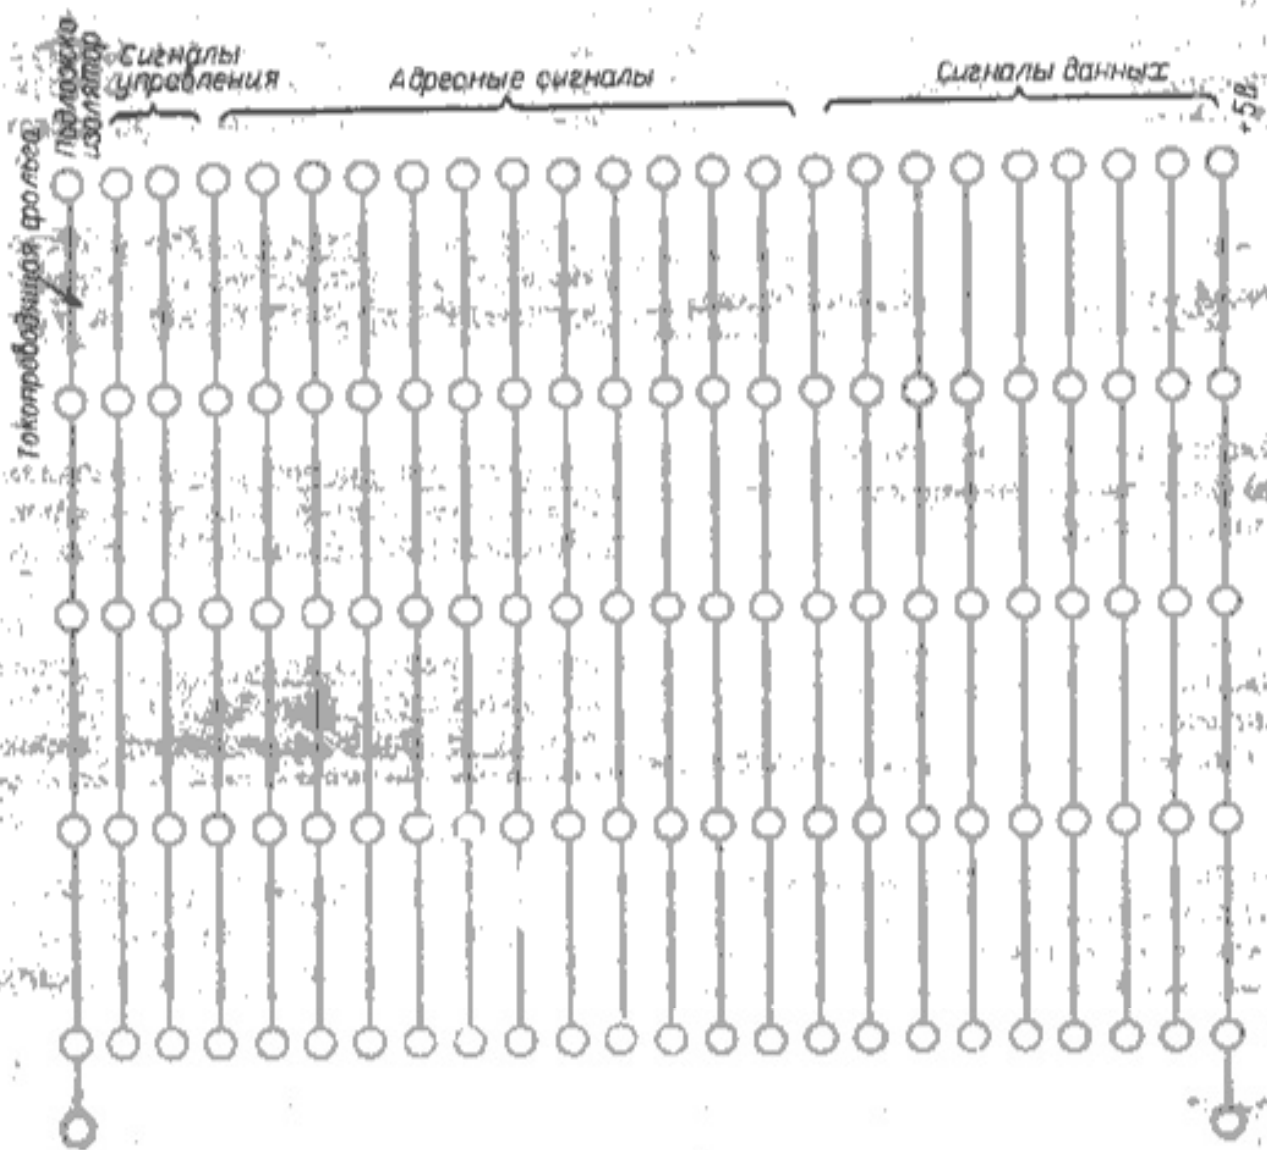 Подложка
изолятор
Сигналы
управления
Адресные сигналы
Сигналы данных
+5В.
Токопроводящая фольга